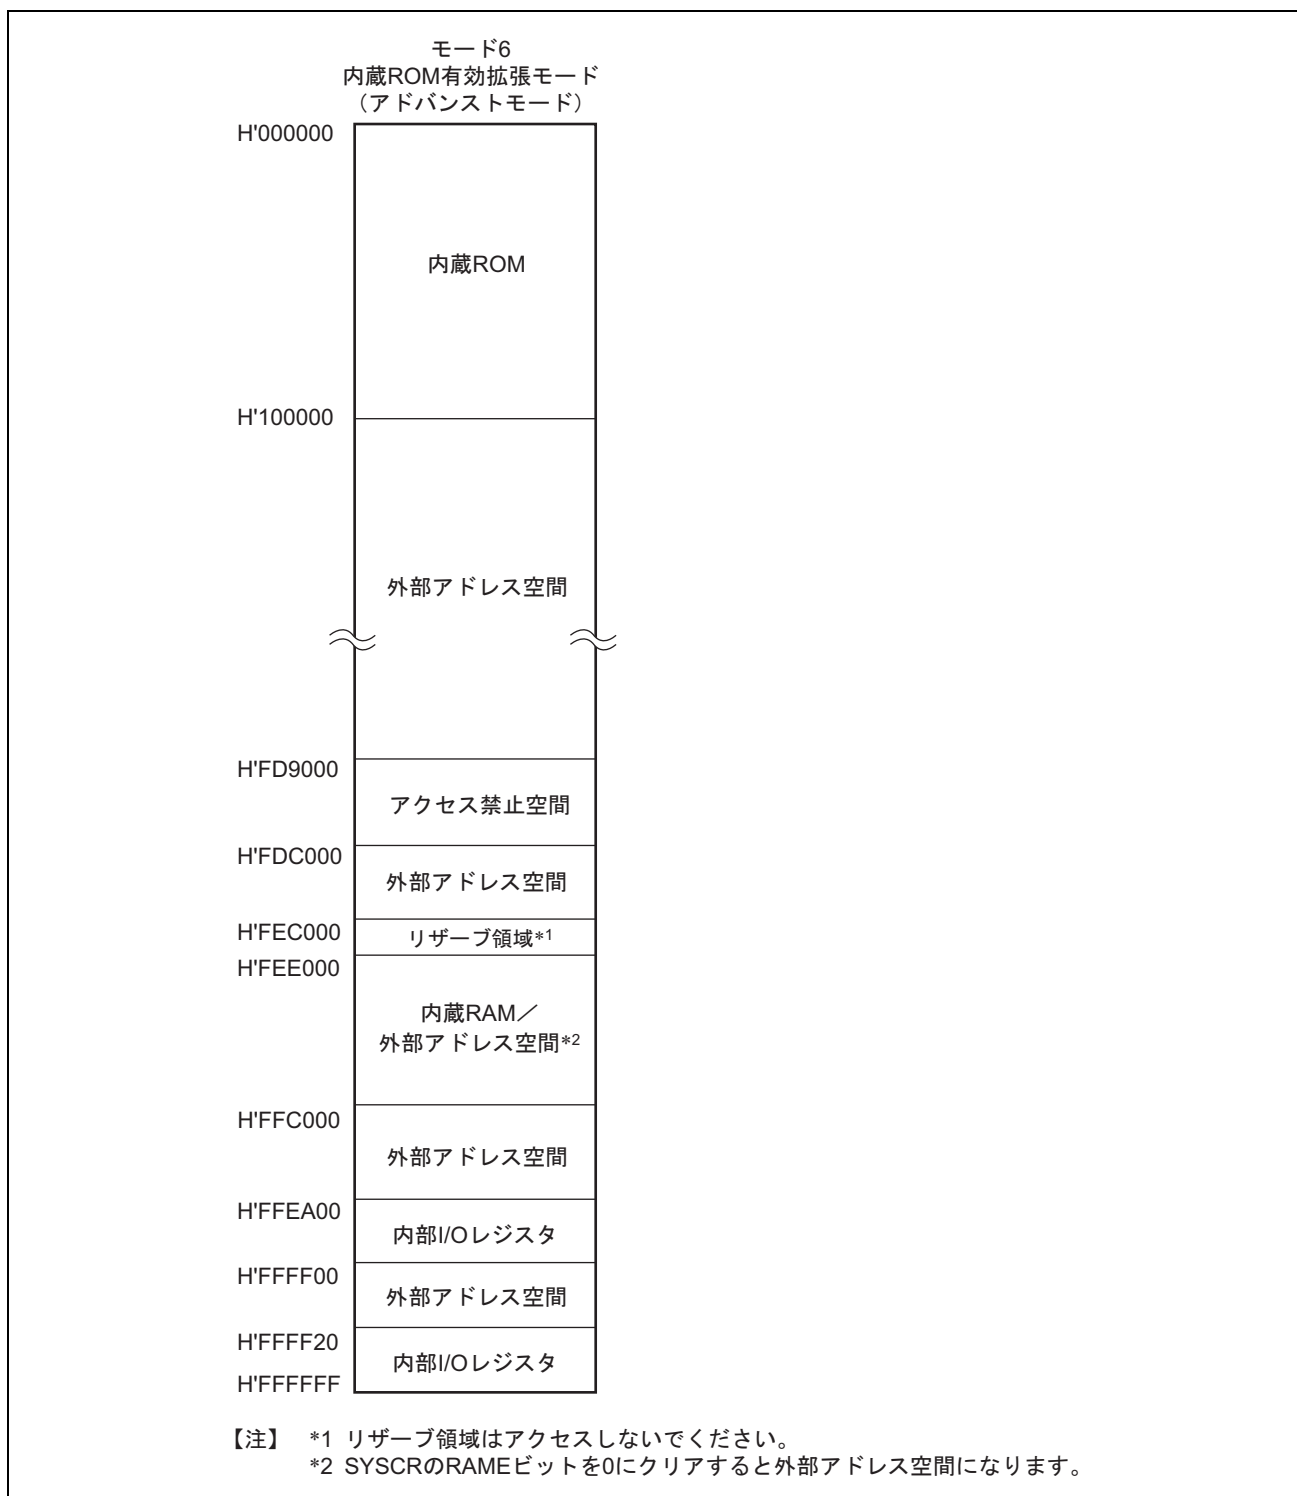 モード6
内蔵ROM有効拡張モード
（アドバンストモード）
H'000000
内蔵ROM
H'100000
外部アドレス空間
H'FD9000
アクセス禁止空間
H'FDC000
外部アドレス空間
H'FEC000
リザーブ領域*1
H'FEE000
内蔵RAM／
外部アドレス空間*2
H'FFC000
外部アドレス空間
H'FFEA00
内部I/Oレジスタ
H'FFFF00
外部アドレス空間
H'FFFF20
内部I/Oレジスタ
H'FFFFFF
【注】 *1 リザーブ領域はアクセスしないでください。
*2 SYSCRのRAMEビットを0にクリアすると外部アドレス空間になります。